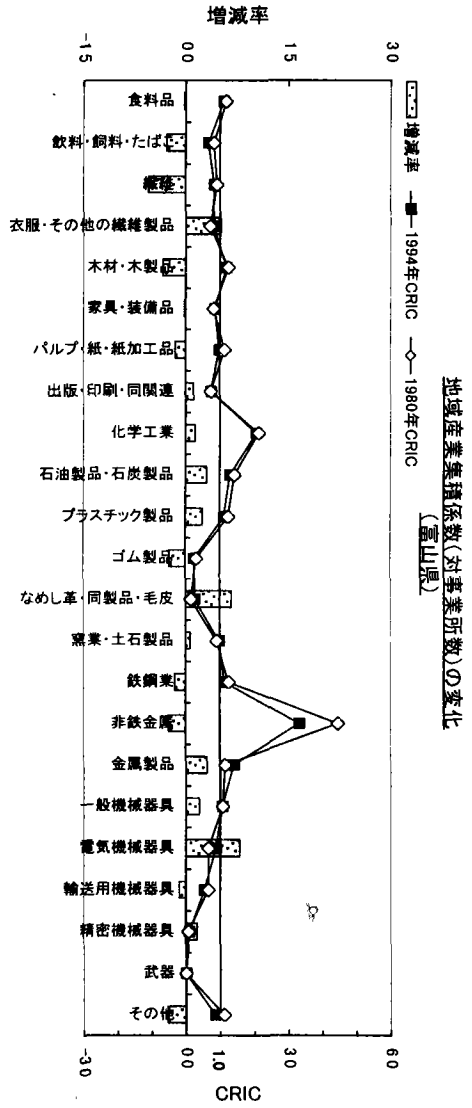 地域産業集積係数(対事業所数)の変化
(富山県)
増減率 1994年CRIC 1980年CRIC
増減率
-1.5 0.0 1.5 3.0
食料品
飲料・飼料・たばこ
衣服・その他の繊維製品
木材・木製品
家具・装備品
パルプ・紙・紙加工品
出版・印刷・同関連
化学工業
石油製品・石炭製品
プラスチック製品
ゴム製品
なめし革・同製品・毛皮
窯業・土石製品
鉄鋼業
非鉄金属
金属製品
一般機械器具
電気機械器具
輸送用機械器具
精密機械器具
武器
その他
-3.0 0.0 1.0 3.0 6.0
CRIC